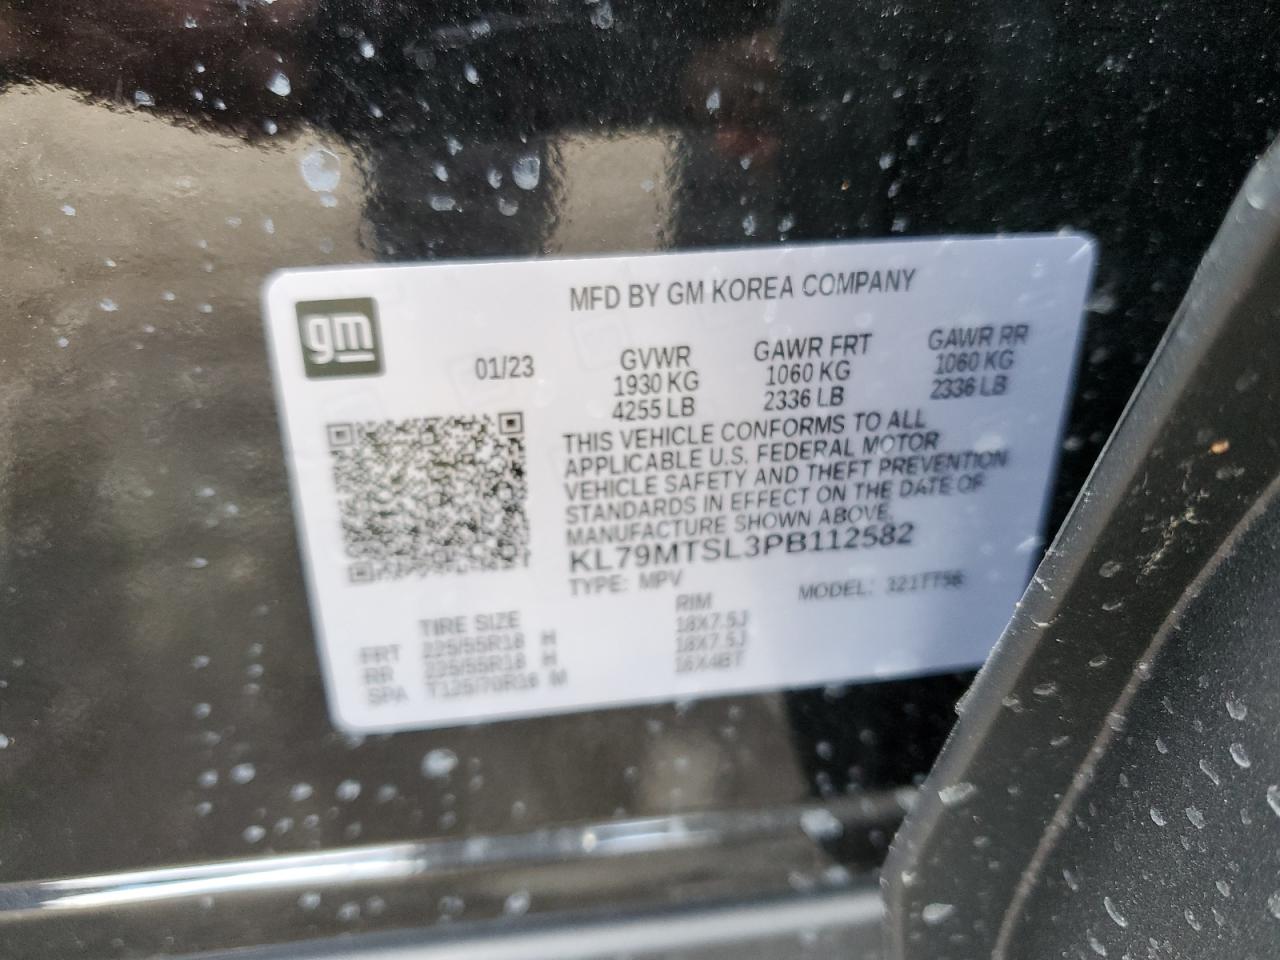 gm
MFD BY GM KOREA COMPANY
01/23
GVWR GAWR FRT GAWR RR
1930 KG 1060 KG 1060 KG
4255 LB 2336 LB 2336 LB
THIS VEHICLE CONFORMS TO ALL
APPLICABLE U.S. FEDERAL MOTOR
VEHICLE SAFETY AND THEFT PREVENTION
STANDARDS IN EFFECT ON THE DATE OF
MANUFACTURE SHOWN ABOVE.
KL79MTSL3PB112582
TYPE: MPV MODEL:
TIRE SIZE RIM
FRT 225/55R18 H 18X7.5J
RR 225/55R18 H 18X7.5J
SPA T125/70R16 M 16X4BT